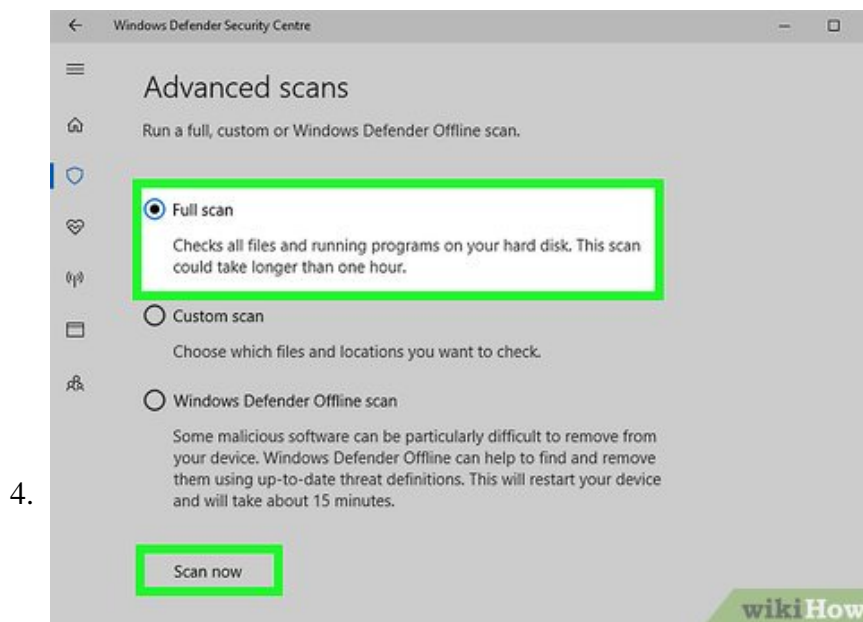 Windows Defender Security Centre
Advanced scans
Run a full, custom or Windows Defender Offline scan.
Full scan
Checks all files and running programs on your hard disk. This scan
could take longer than one hour.
Custom scan
Choose which files and locations you want to check.
Windows Defender Offline scan
Some malicious software can be particularly difficult to remove from
your device. Windows Defender Offline can help to find and remove
them using up-to-date threat definitions. This will restart your device
and will take about 15 minutes.
4.
Scan now
wikiHow